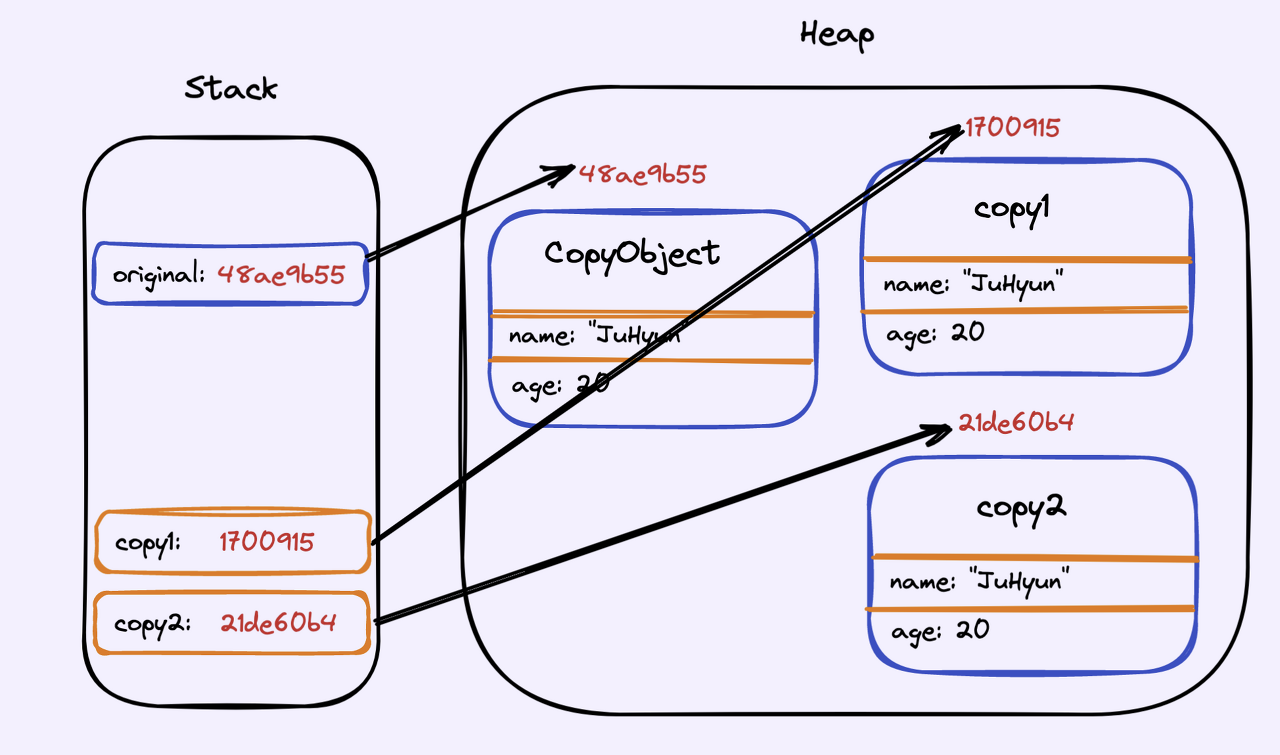 Stack
original: 48ae9b55
copy1: 1700915
copy2: 21de60b4
Heap
48ae9b55
CopyObject
name: "JuHyun"
age: 20
1700915
copy1
name: "JuHyun"
age: 20
21de60b4
copy2
name: "JuHyun"
age: 20